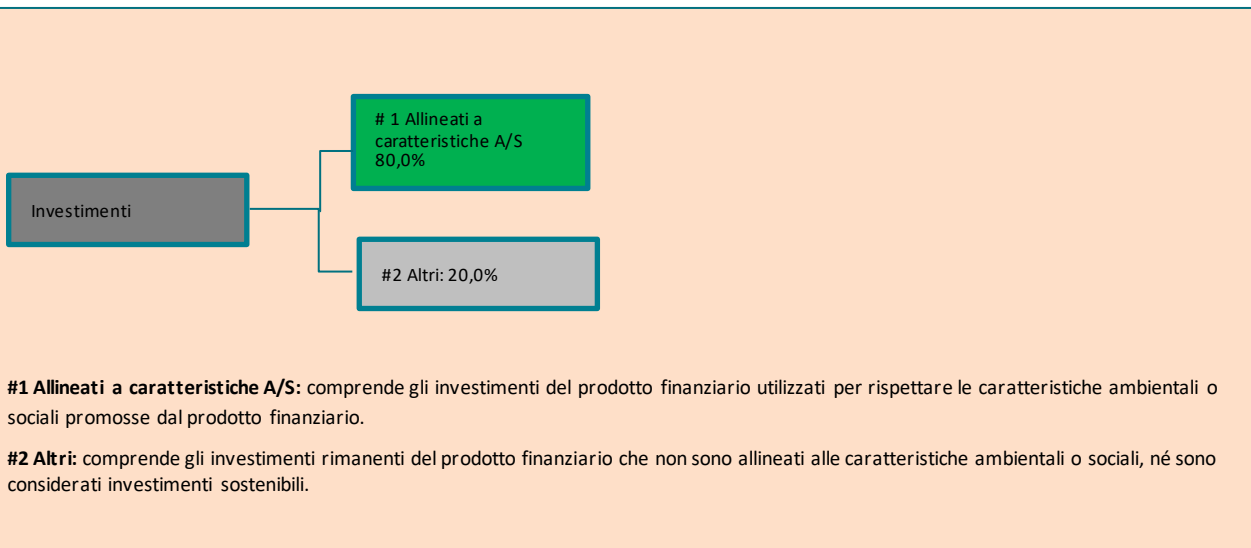 # 1 Allineati a
caratteristiche A/S
80,0%
Investimenti
#2 Altri: 20,0%
#1 Allineati a caratteristiche A/S: comprende gli investimenti del prodotto finanziario utilizzati per rispettare le caratteristiche ambientali o
sociali promosse dal prodotto finanziario.
#2 Altri: comprende gli investimenti rimanenti del prodotto finanziario che non sono allineati alle caratteristiche ambientali o sociali, né sono
considerati investimenti sostenibili.